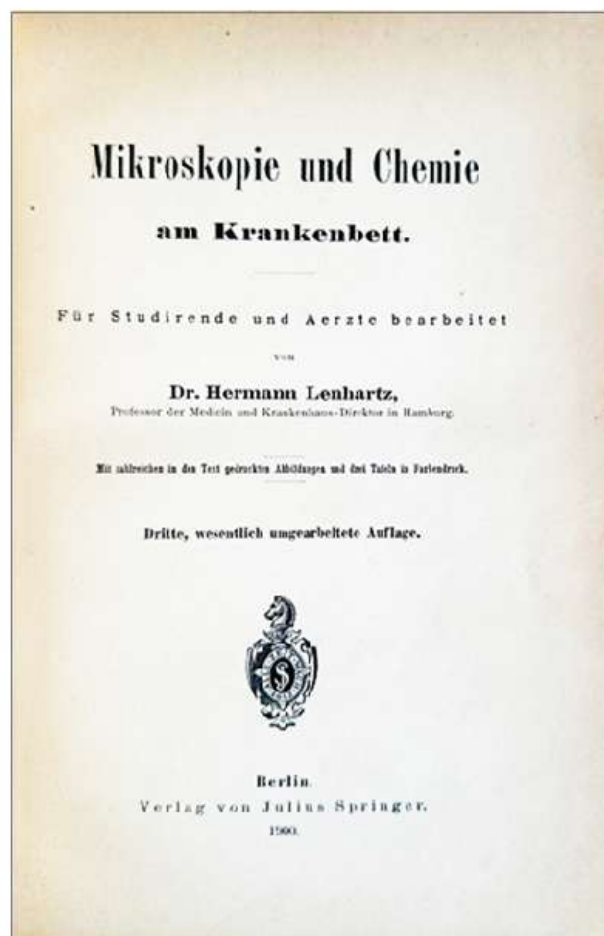 Mikroskopie und Chemie
am Krankenbett.
Für Studirende und Aerzte bearbeitet
von
Dr. Hermann Lenhartz,
Professor der Medicin und Krankenhaus-Direktor in Hamburg.
Mit zahlreichen in den Text gedruckten Abbildungen und drei Tafeln in Farbendruck.
Dritte, wesentlich umgearbeitete Auflage.
Berlin.
Verlag von Julius Springer.
1900.